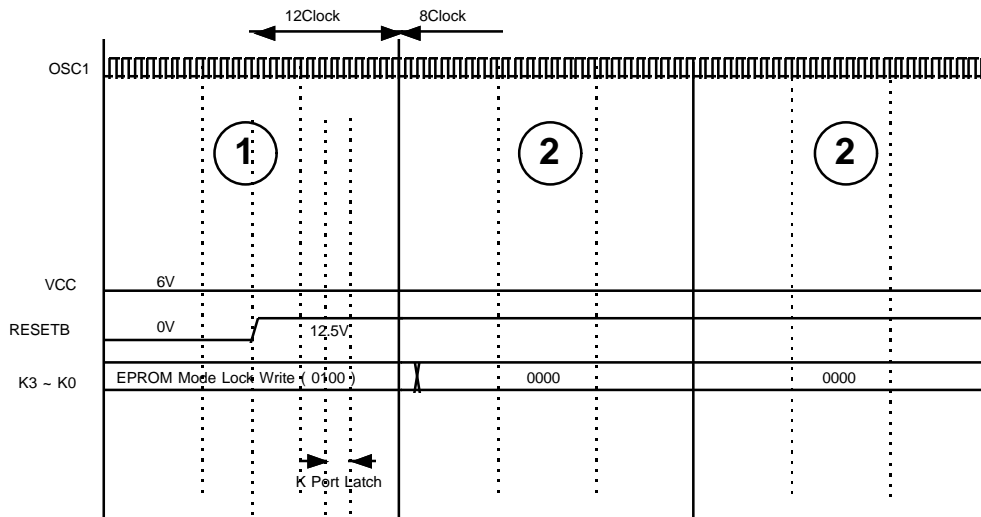 12Clock 8Clock
OSC1
1 2 2
VCC 6V
RESETB 0V 12.5V
K3 ~ K0 EPROM Mode Lock Write ( 0100 ) 0000 0000
K Port Latch